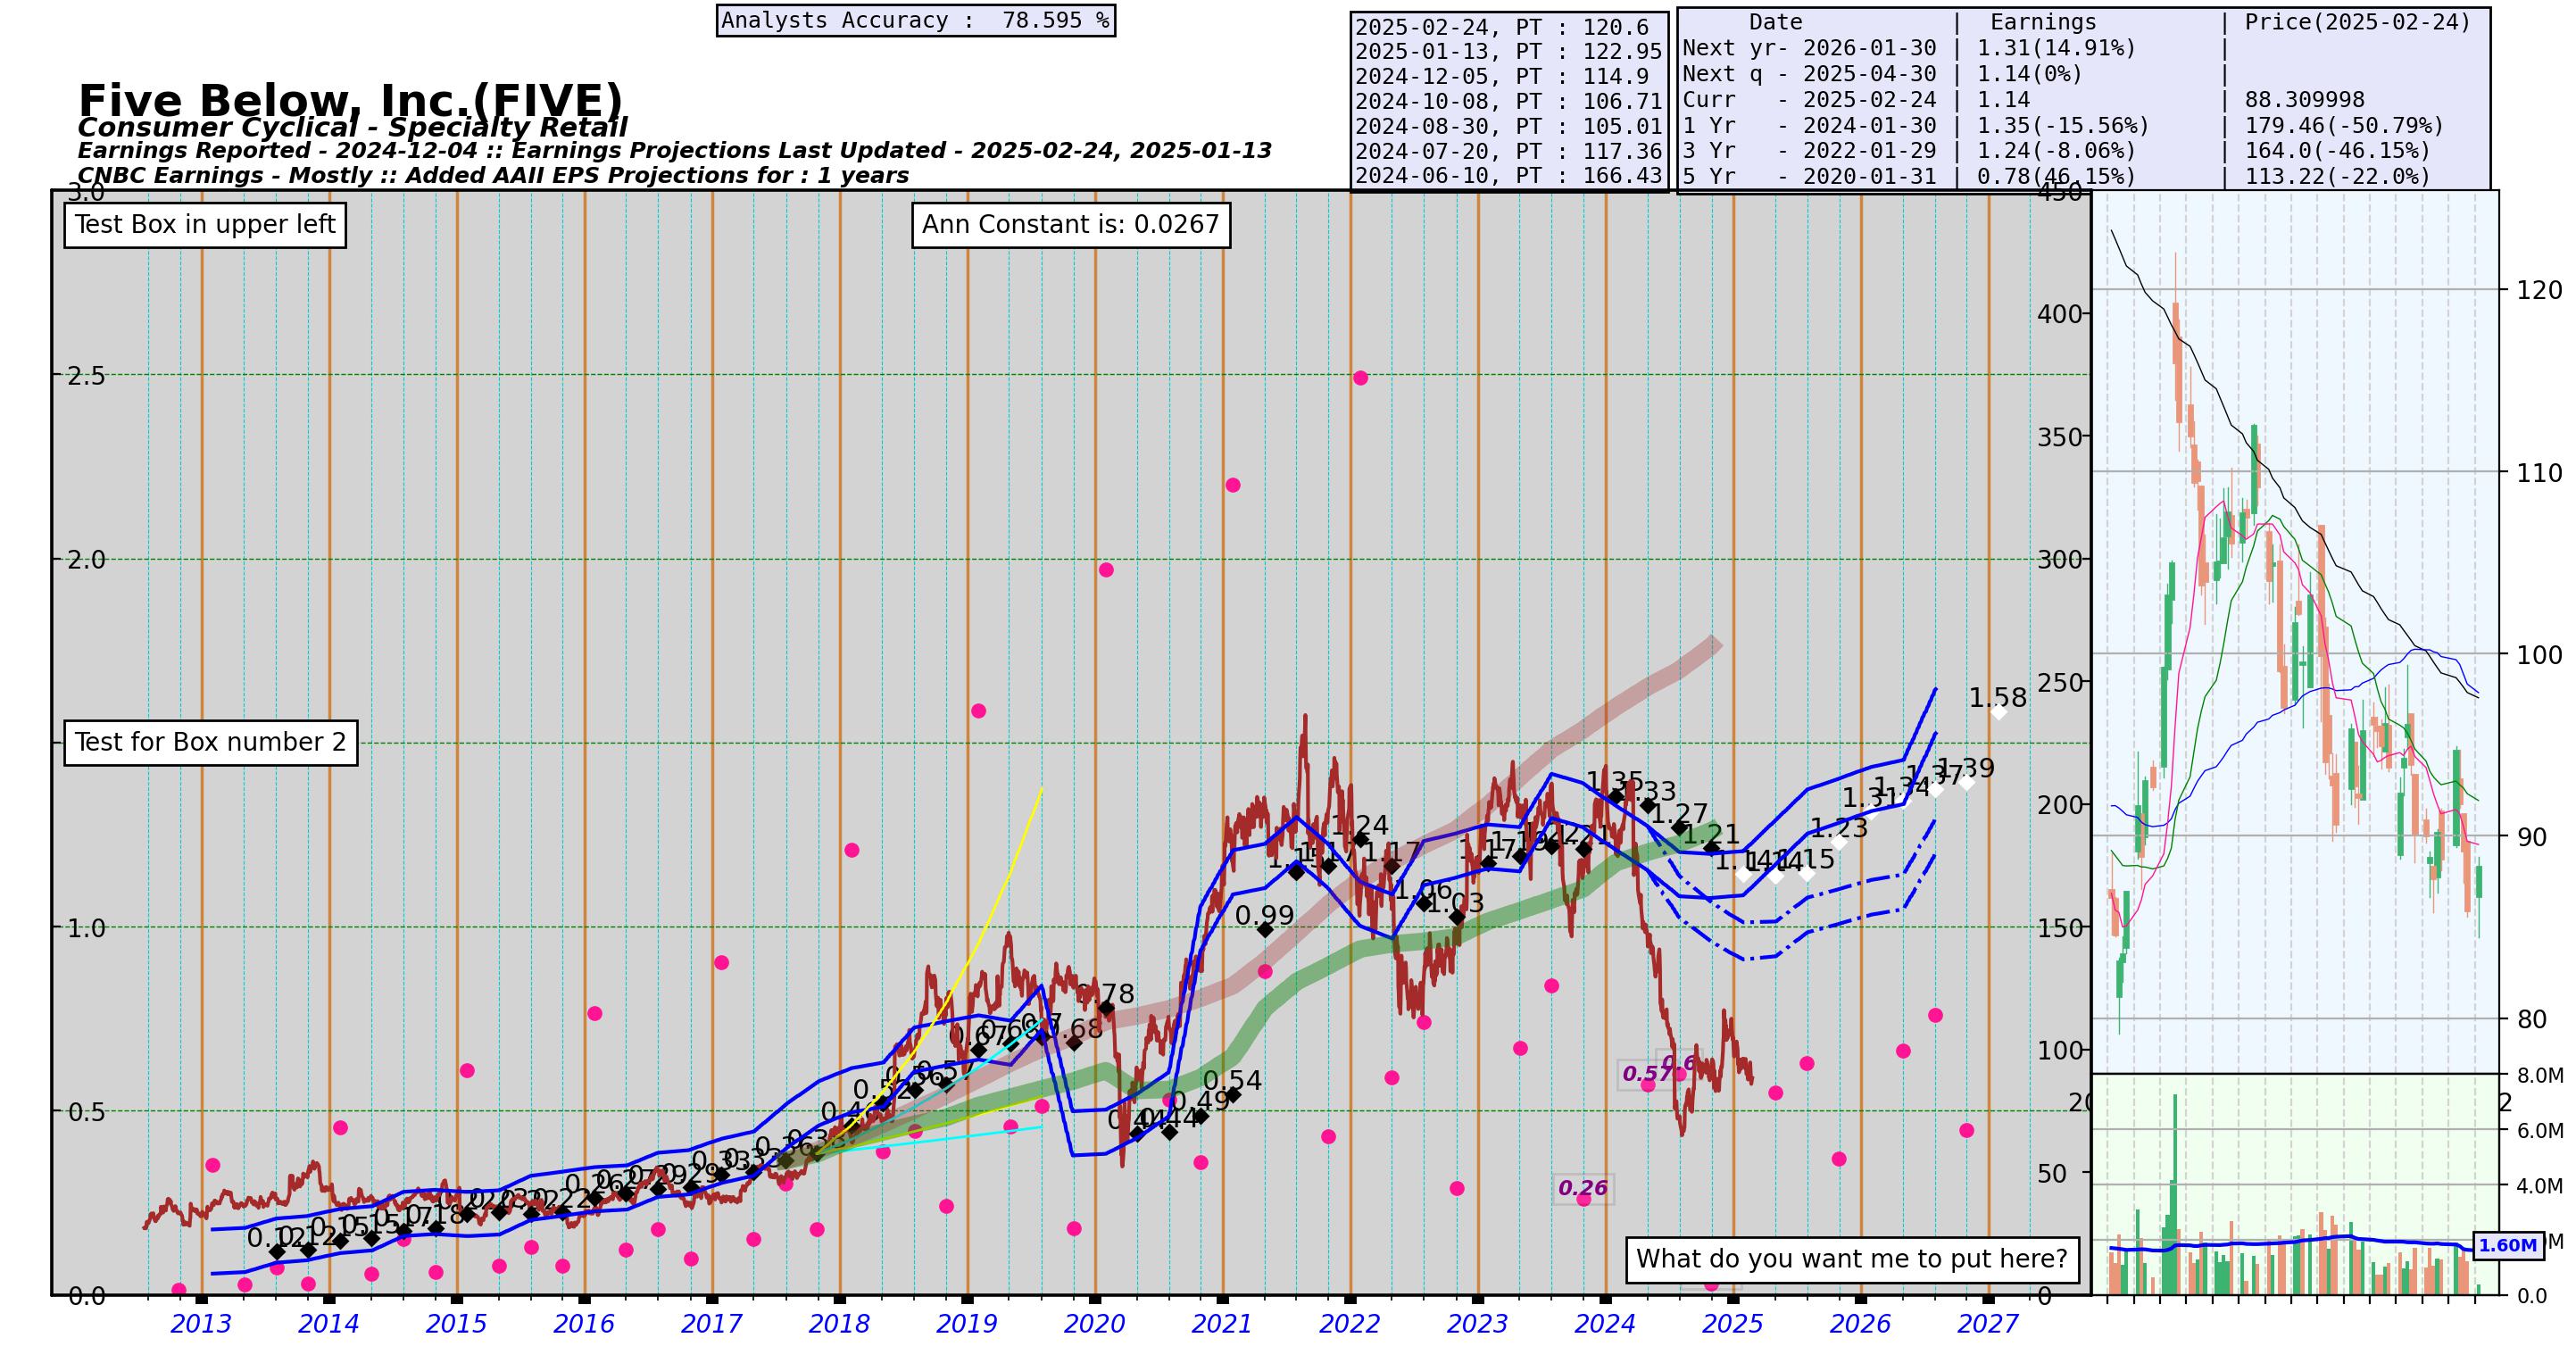 Analysts Accuracy :  78.595 %
2025-02-24, PT : 120.6
2025-01-13, PT : 122.95
2024-12-05, PT : 114.9
2024-10-08, PT : 106.71
2024-08-30, PT : 105.01
2024-07-20, PT : 117.36
2024-06-10, PT : 166.43
Date | Earnings | Price(2025-02-24)
Next yr- 2026-01-30 | 1.31(14.91%) |
Next q - 2025-04-30 | 1.14(0%) |
Curr - 2025-02-24 | 1.14 | 88.309998
1 Yr - 2024-01-30 | 1.35(-15.56%) | 179.46(-50.79%)
3 Yr - 2022-01-29 | 1.24(-8.06%) | 164.0(-46.15%)
5 Yr - 2020-01-31 | 0.78(46.15%) | 113.22(-22.0%)
Five Below, Inc.(FIVE)
Consumer Cyclical - Specialty Retail
Earnings Reported - 2024-12-04 :: Earnings Projections Last Updated - 2025-02-24, 2025-01-13
CNBC Earnings - Mostly :: Added AAII EPS Projections for : 1 years
Test Box in upper left
Ann Constant is: 0.0267
Test for Box number 2
What do you want me to put here?
3.0
2.5
2.0
1.0
0.5
0.0
450
400
350
300
250
200
150
100
50
0
120
110
100
90
80
8.0M
6.0M
4.0M
0.0
1.60M
1.58
1.39
1.23
1.35
1.33
1.27
1.21
1.15
1.24
1.17
1.06
1.03
0.99
0.78
0.68
0.54
0.49
0.44
0.57
0.6
0.26
2013 2014 2015 2016 2017 2018 2019 2020 2021 2022 2023 2024 2025 2026 2027